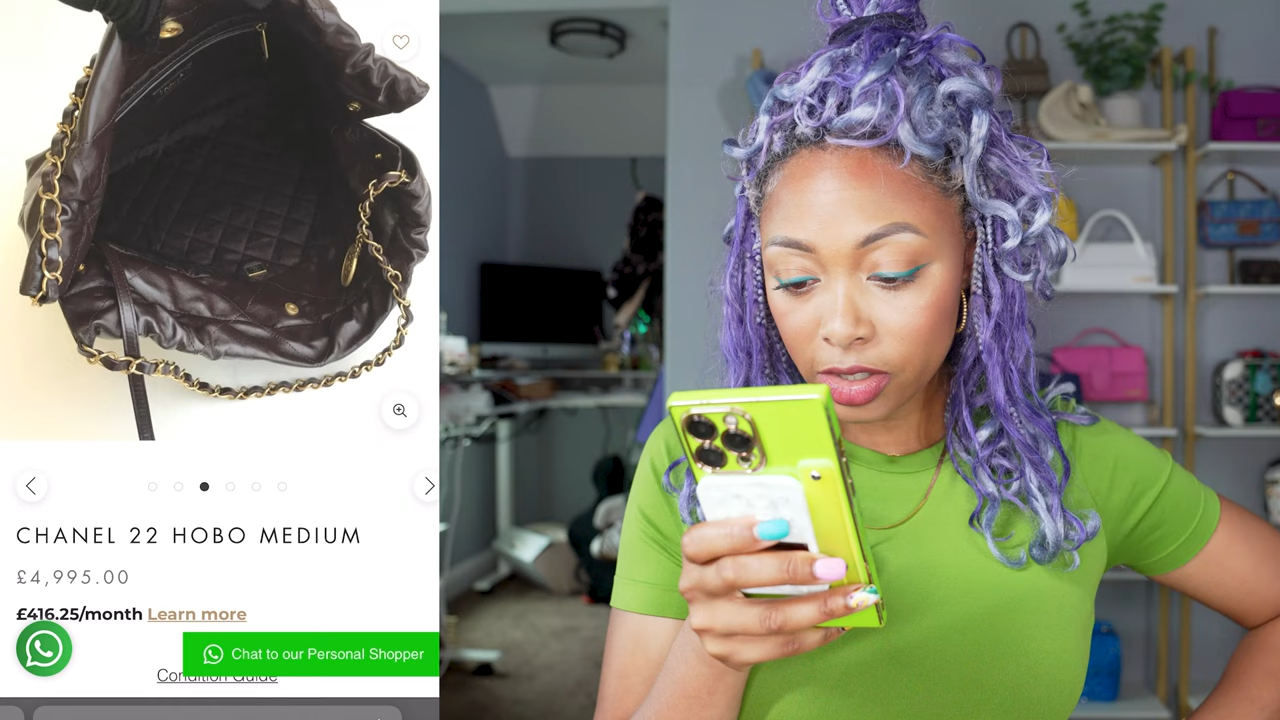 CHANEL 22 HOBO MEDIUM
£4,995.00
£416.25/month Learn more
Chat to our Personal Shopper
Condition Guide